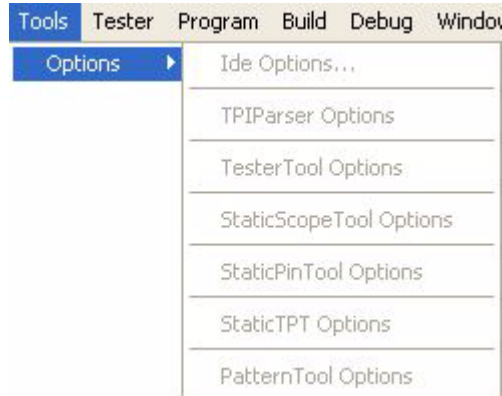 Tools Tester Program Build Debug Window
Options Ide Options...
TPIParser Options
TesterTool Options
StaticScopeTool Options
StaticPinTool Options
StaticTPT Options
PatternTool Options